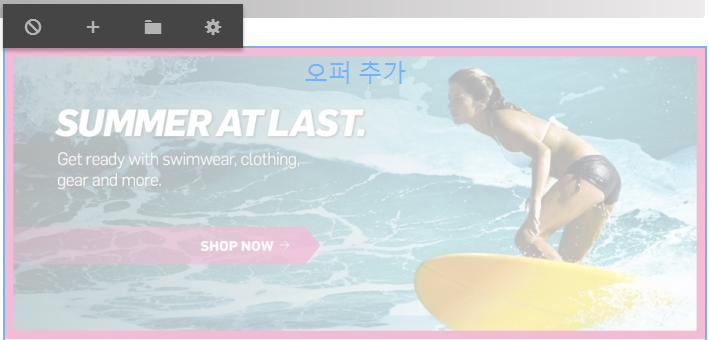 오퍼 추가
SUMMER AT LAST.
Get ready with swimwear, clothing,
gear and more.
SHOP NOW →